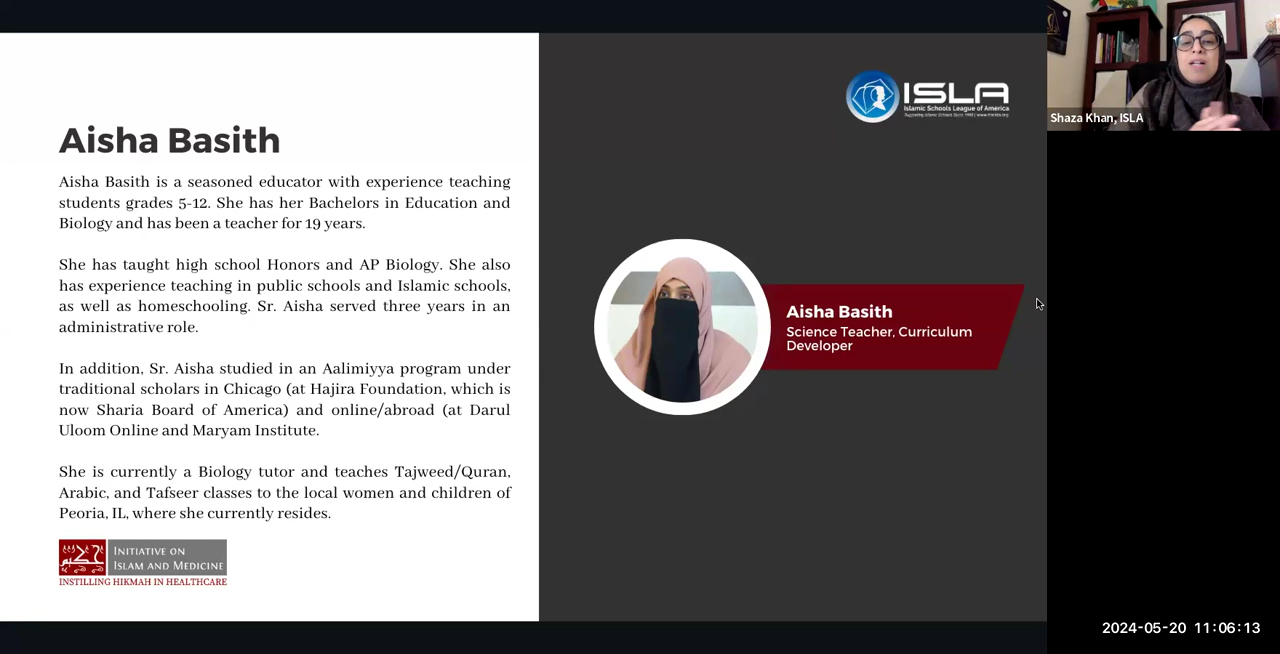 Aisha Basith
Aisha Basith is a seasoned educator with experience teaching
students grades 5-12. She has her Bachelors in Education and
Biology and has been a teacher for 19 years.
She has taught high school Honors and AP Biology. She also
has experience teaching in public schools and Islamic schools,
as well as homeschooling. Sr. Aisha served three years in an
administrative role.
In addition, Sr. Aisha studied in an Aalimiyya program under
traditional scholars in Chicago (at Hajira Foundation, which is
now Sharia Board of America) and online/abroad (at Darul
Uloom Online and Maryam Institute.
She is currently a Biology tutor and teaches Tajweed/Quran,
Arabic, and Tafseer classes to the local women and children of
Peoria, IL, where she currently resides.
INITIATIVE ON
ISLAM AND MEDICINE
INSTILLING HIKMAH IN HEALTHCARE
ISLA
Islamic Schools League of America
Aisha Basith
Science Teacher, Curriculum
Developer
Shaza Khan, ISLA
2024-05-20 11:06:13